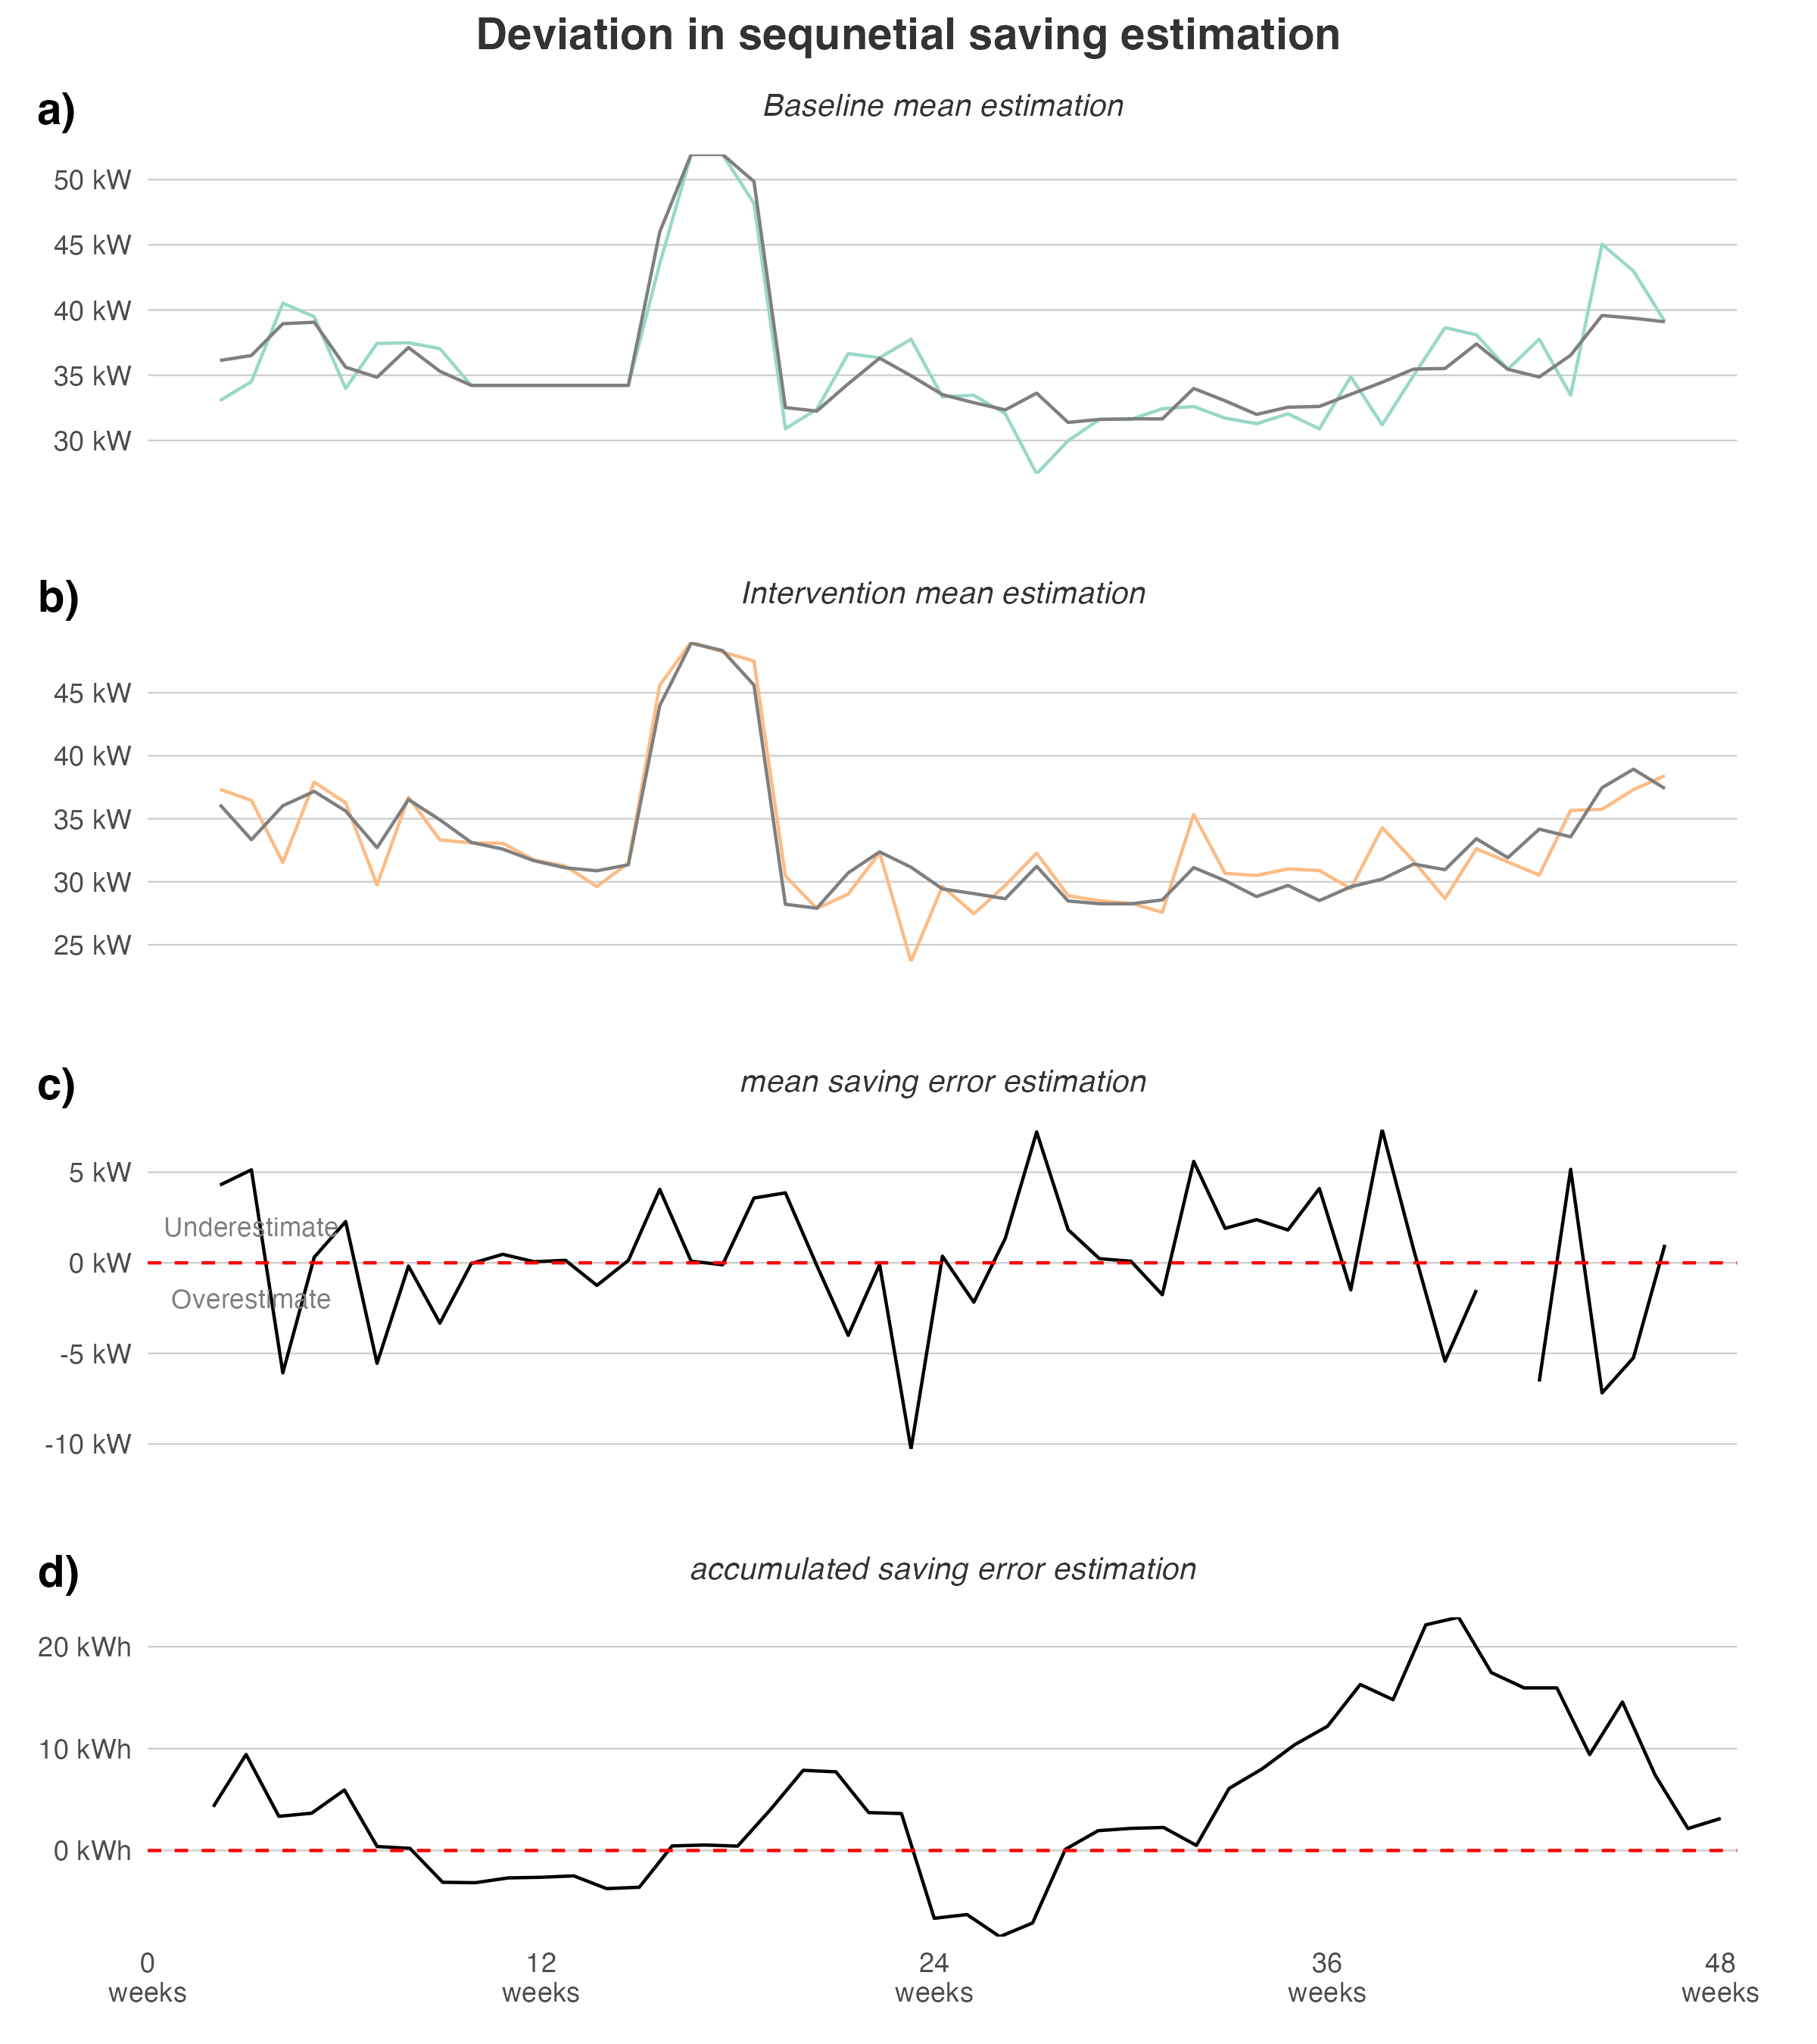 Deviation in sequnetial saving estimation
a)
Baseline mean estimation
50 kW
45 kW
40 kW
35 kW
30 kW
b)
Intervention mean estimation
45 kW
40 kW
35 kW
30 kW
25 kW
c)
mean saving error estimation
5 kW
Underestimate
0 kW
Overestimate
-5 kW
-10 kW
d)
accumulated saving error estimation
20 kWh
10 kWh
0 kWh
0 12 24 36 48
weeks weeks weeks weeks weeks